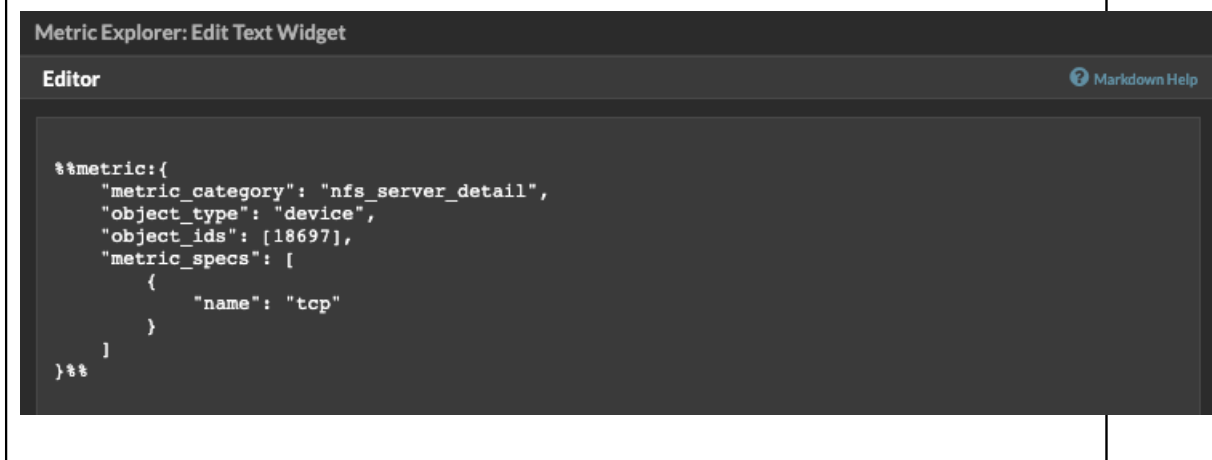 Metric Explorer: Edit Text Widget
Editor
Markdown Help
%%metric:{
    "metric_category": "nfs_server_detail",
    "object_type": "device",
    "object_ids": [18697],
    "metric_specs": [
        {
            "name": "tcp"
        }
    ]
}%%